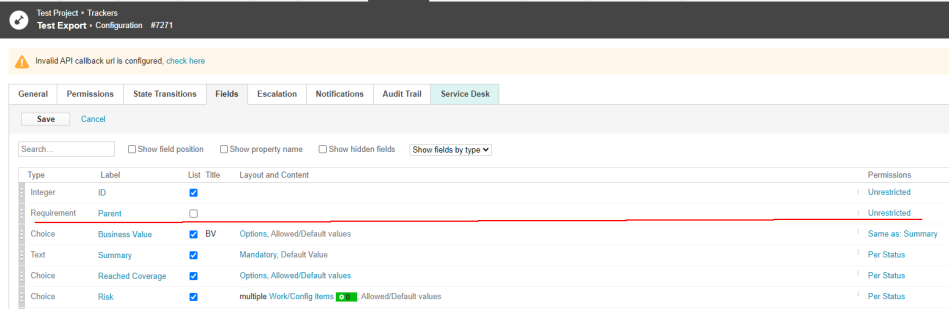 Test Project • Trackers
Test Export • Configuration #7271
Invalid API callback url is configured, check here
General Permissions State Transitions Fields Escalation Notifications Audit Trail Service Desk
Save Cancel
Search... Show field position Show property name Show hidden fields Show fields by type
Type Label List Title Layout and Content Permissions
Integer ID Unrestricted
Requirement Parent Unrestricted
Choice Business Value BV Options, Allowed/Default values Same as: Summary
Text Summary Mandatory, Default Value Per Status
Choice Reached Coverage Options, Allowed/Default values Per Status
Choice Risk multiple Work/Config items , Allowed/Default values Per Status